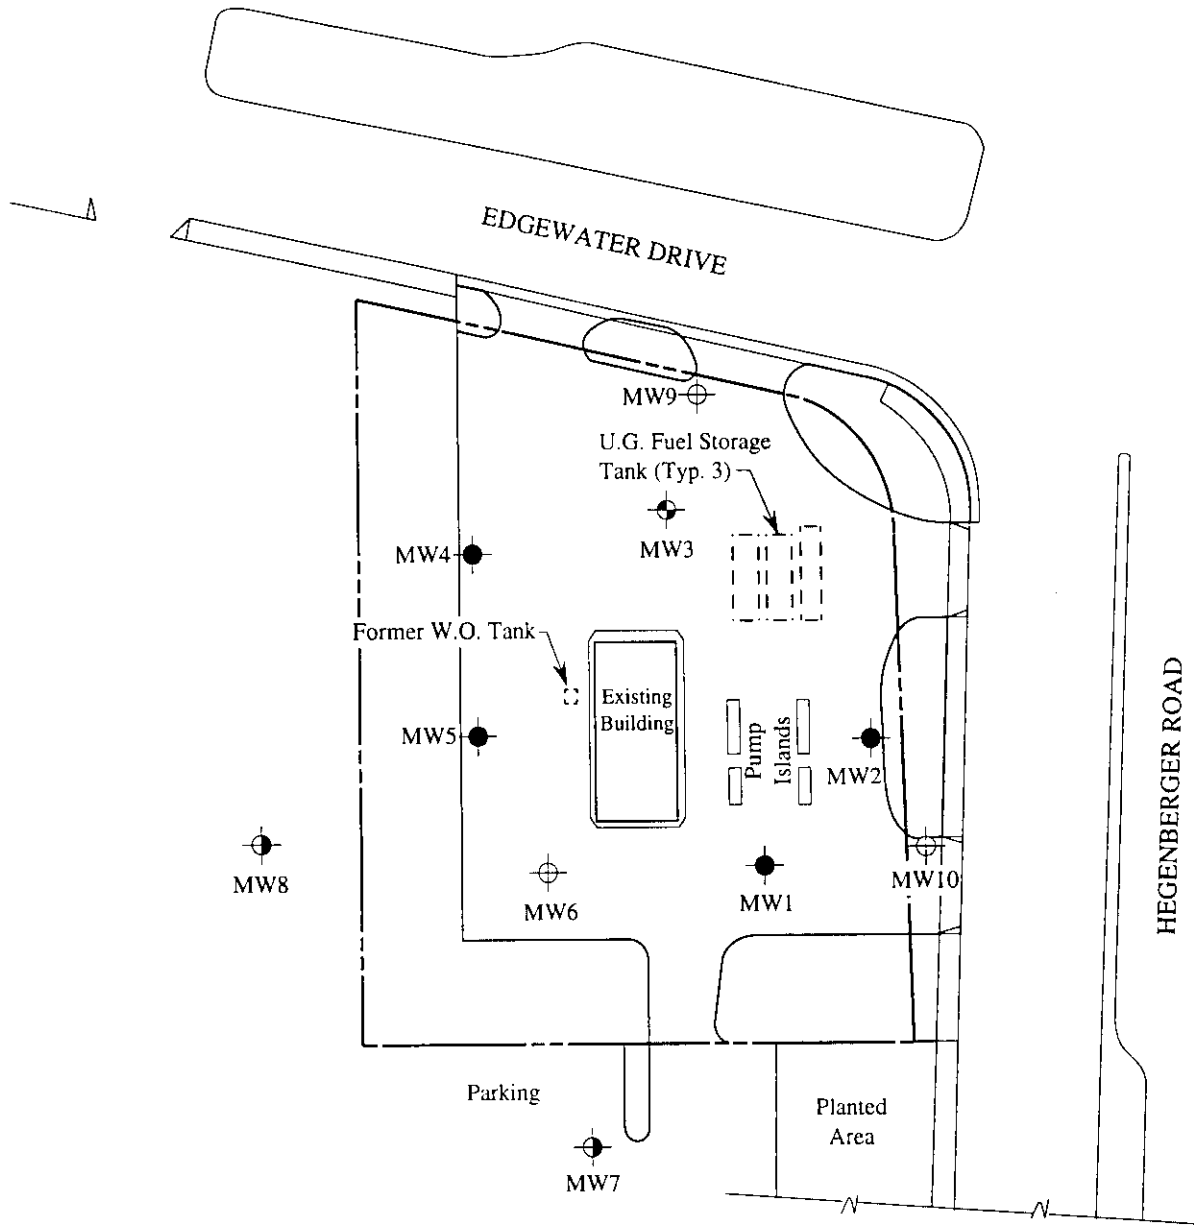 EDGEWATER DRIVE
MW9
U.G. Fuel Storage
Tank (Typ. 3)
MW3
MW4
Former W.O. Tank
Existing
Building
MW5
Pump
Islands
MW2
HEGENBERGER ROAD
MW8
MW6
MW1
MW10
Parking
Planted
Area
MW7